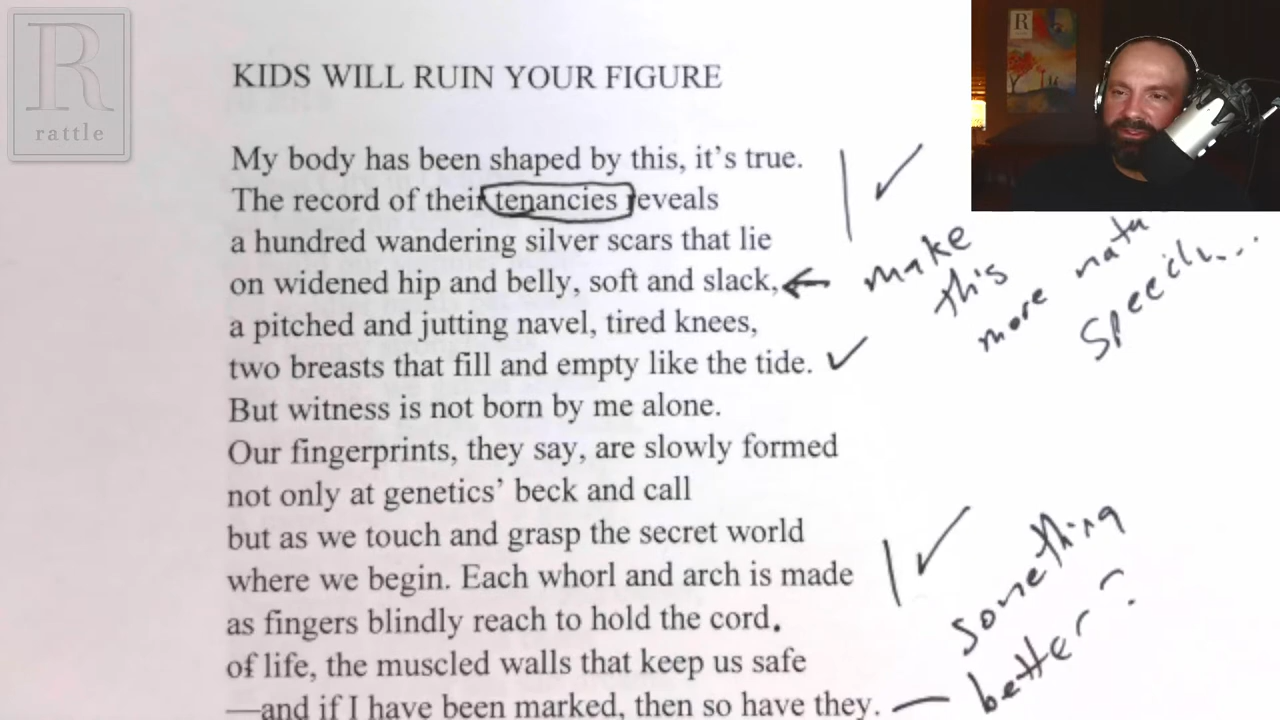 R
rattle
KIDS WILL RUIN YOUR FIGURE
My body has been shaped by this, it's true.
The record of their tenancies reveals
a hundred wandering silver scars that lie
on widened hip and belly, soft and slack,
a pitched and jutting navel, tired knees,
two breasts that fill and empty like the tide.
But witness is not born by me alone.
Our fingerprints, they say, are slowly formed
not only at genetics' beck and call
but as we touch and grasp the secret world
where we begin. Each whorl and arch is made
as fingers blindly reach to hold the cord.
of life, the muscled walls that keep us safe
—and if I have been marked, then so have they.
make
this
more
speech...
something
better?
R